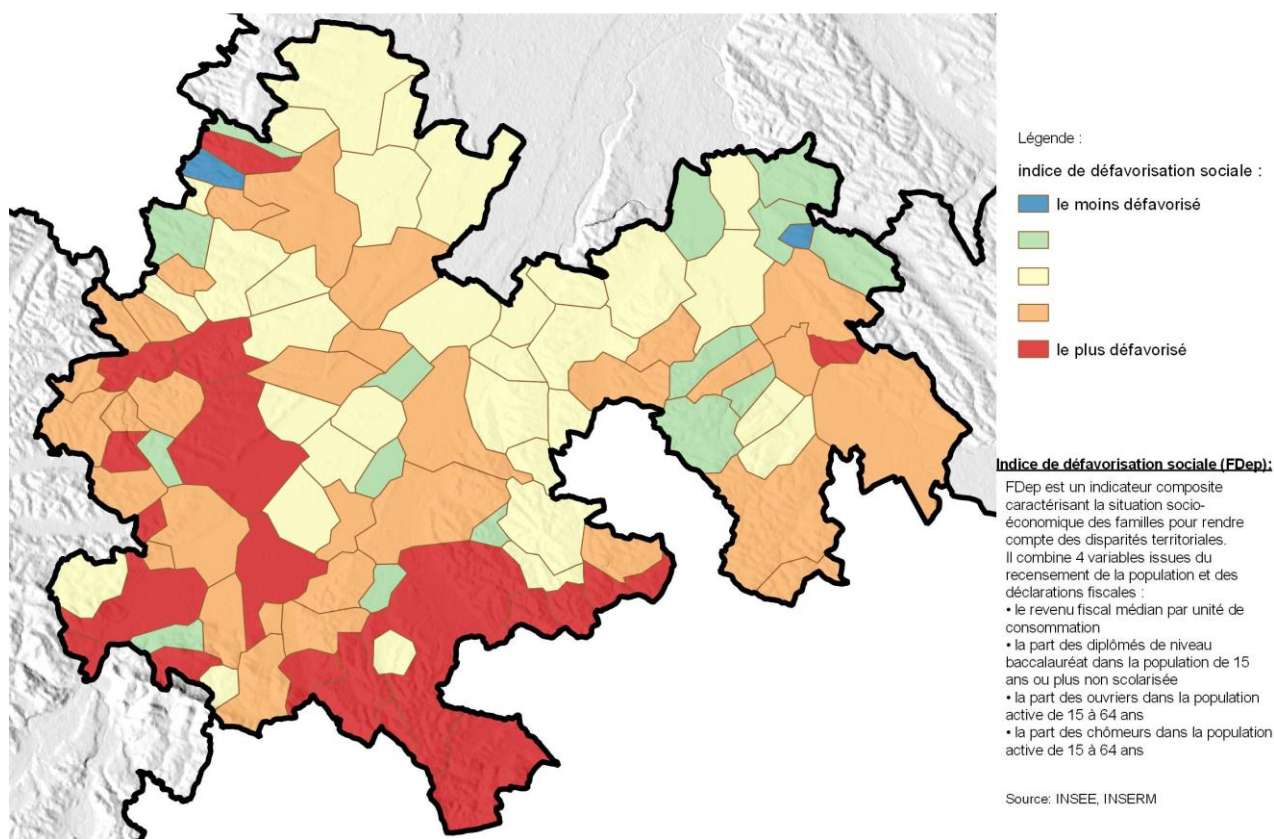 Légende :
indice de défavorisation sociale :
le moins défavorisé
le plus défavorisé
Indice de défavorisation sociale (FDep):
FDep est un indicateur composite
caractérisant la situation socio-
économique des familles pour rendre
compte des disparités territoriales.
Il combine 4 variables issues du
recensement de la population et des
déclarations fiscales :
• le revenu fiscal médian par unité de
consommation
• la part des diplômés de niveau
baccalauréat dans la population de 15
ans ou plus non scolarisée
• la part des ouvriers dans la population
active de 15 à 64 ans
• la part des chômeurs dans la population
active de 15 à 64 ans
Source: INSEE, INSERM